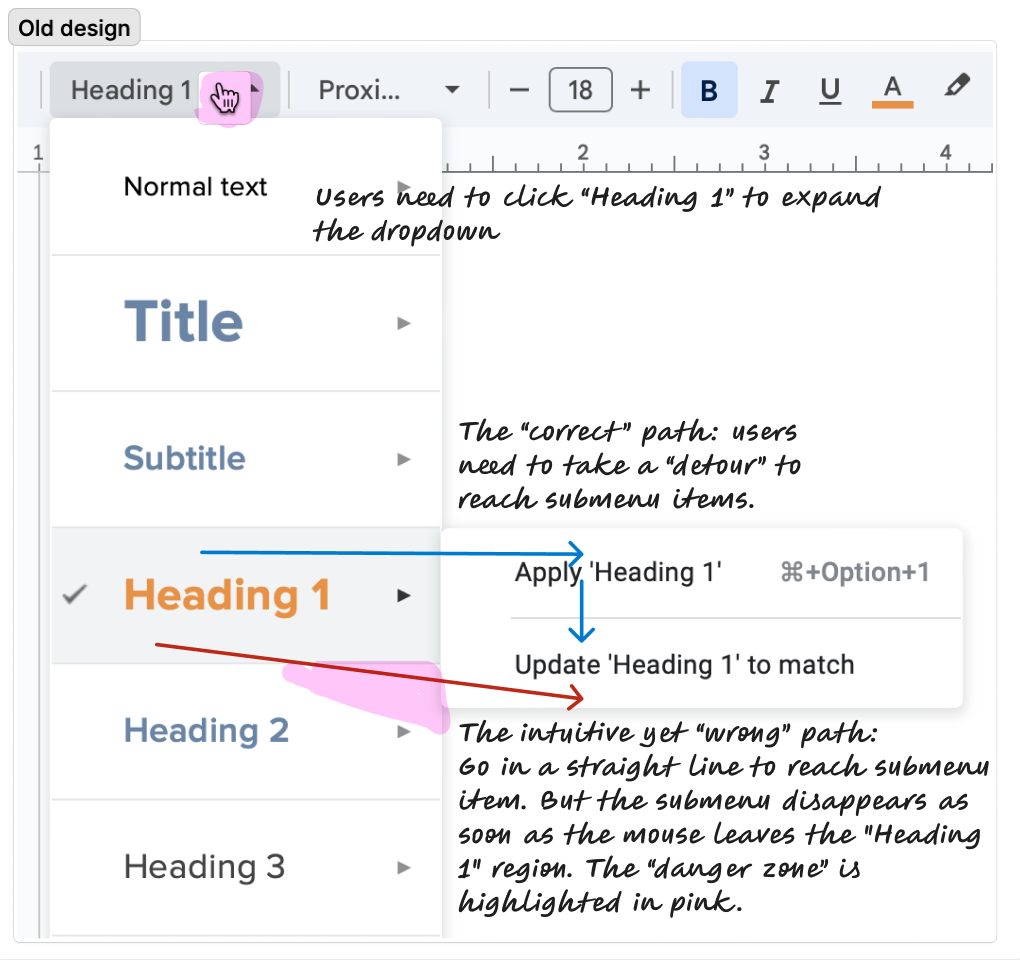 Old design
Heading 1
Proxi...
18
B I U A
1 2 3 4
Normal text
Users need to click “Heading 1” to expand
the dropdown
Title
Subtitle
The “correct” path: users
need to take a “detour” to
reach submenu items.
Heading 1
Apply 'Heading 1' ⌘+Option+1
Update 'Heading 1' to match
Heading 2
The intuitive yet “wrong” path:
Go in a straight line to reach submenu
item. But the submenu disappears as
soon as the mouse leaves the "Heading
1" region. The “danger zone” is
highlighted in pink.
Heading 3